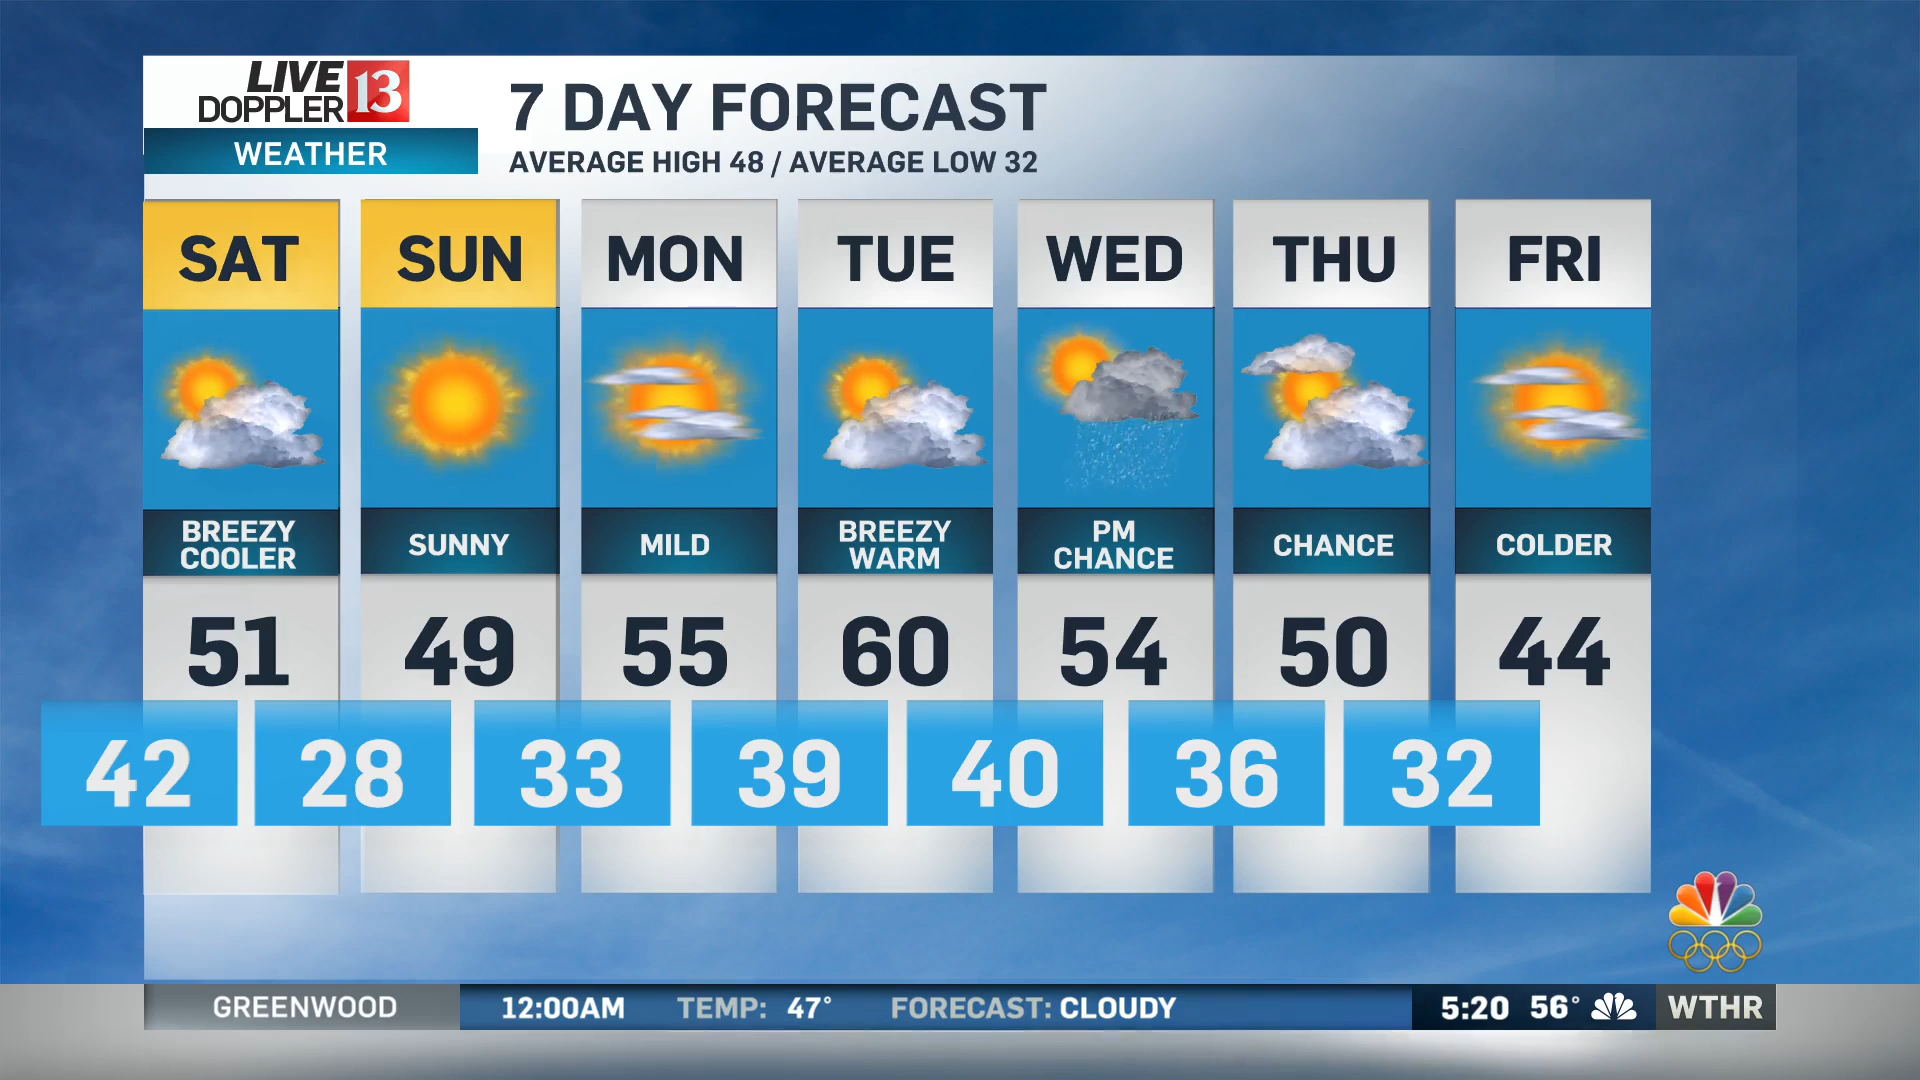 LIVE
DOPPLER 13
WEATHER
7 DAY FORECAST
AVERAGE HIGH 48 / AVERAGE LOW 32
SAT SUN MON TUE WED THU FRI
BREEZY COOLER
SUNNY
MILD
BREEZY WARM
PM CHANCE
CHANCE
COLDER
51 49 55 60 54 50 44
42 28 33 39 40 36 32
GREENWOOD 12:00AM TEMP: 47° FORECAST: CLOUDY 5:20 56° WTHR